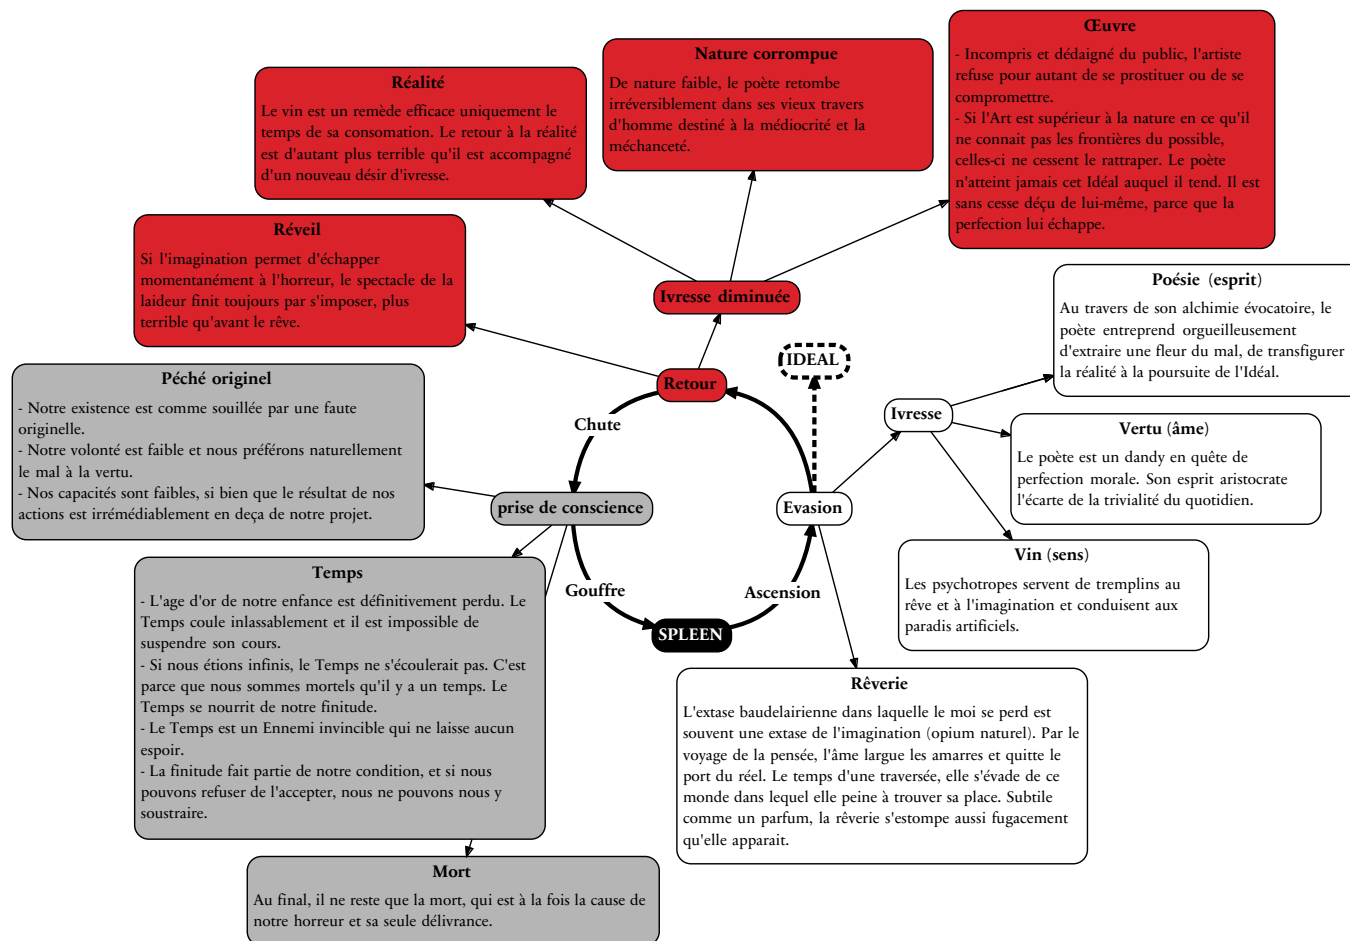 Œuvre
- Incompris et dédaigné du public, l'artiste
refuse pour autant de se prostituer ou de se
compromettre.
- Si l'Art est supérieur à la nature en ce qu'il
ne connait pas les frontières du possible,
celles-ci ne cessent le rattraper. Le poète
n'atteint jamais cet Idéal auquel il tend. Il est
sans cesse déçu de lui-même, parce que la
perfection lui échappe.
Nature corrompue
De nature faible, le poète retombe
irréversiblement dans ses vieux travers
d'homme destiné à la médiocrité et la
méchanceté.
Réalité
Le vin est un remède efficace uniquement le
temps de sa consomation. Le retour à la réalité
est d'autant plus terrible qu'il est accompagné
d'un nouveau désir d'ivresse.
Réveil
Si l'imagination permet d'échapper
momentanément à l'horreur, le spectacle de la
laideur finit toujours par s'imposer, plus
terrible qu'avant le rêve.
Ivresse diminuée
Poésie (esprit)
Au travers de son alchimie évocatoire, le
poète entreprend orgueilleusement
d'extraire une fleur du mal, de transfigurer
la réalité à la poursuite de l'Idéal.
IDEAL
Retour
Péché originel
- Notre existence est comme souillée par une faute
originelle.
- Notre volonté est faible et nous préférons naturellement
le mal à la vertu.
- Nos capacités sont faibles, si bien que le résultat de nos
actions est irrémédiablement en deça de notre projet.
Chute
Ivresse
Vertu (âme)
Le poète est un dandy en quête de
perfection morale. Son esprit aristocrate
l'écarte de la trivialité du quotidien.
prise de conscience
Evasion
Vin (sens)
Les psychotropes servent de tremplins au
rêve et à l'imagination et conduisent aux
paradis artificiels.
Temps
- L'age d'or de notre enfance est définitivement perdu. Le
Temps coule inlassablement et il est impossible de
suspendre son cours.
- Si nous étions infinis, le Temps ne s'écoulerait pas. C'est
parce que nous sommes mortels qu'il y a un temps. Le
Temps se nourrit de notre finitude.
- Le Temps est un Ennemi invincible qui ne laisse aucun
espoir.
- La finitude fait partie de notre condition, et si nous
pouvons refuser de l'accepter, nous ne pouvons nous y
soustraire.
Gouffre
Ascension
SPLEEN
Rêverie
L'extase baudelairienne dans laquelle le moi se perd est
souvent une extase de l'imagination (opium naturel). Par le
voyage de la pensée, l'âme largue les amarres et quitte le
port du réel. Le temps d'une traversée, elle s'évade de ce
monde dans lequel elle peine à trouver sa place. Subtile
comme un parfum, la rêverie s'estompe aussi fugacement
qu'elle apparait.
Mort
Au final, il ne reste que la mort, qui est à la fois la cause de
notre horreur et sa seule délivrance.